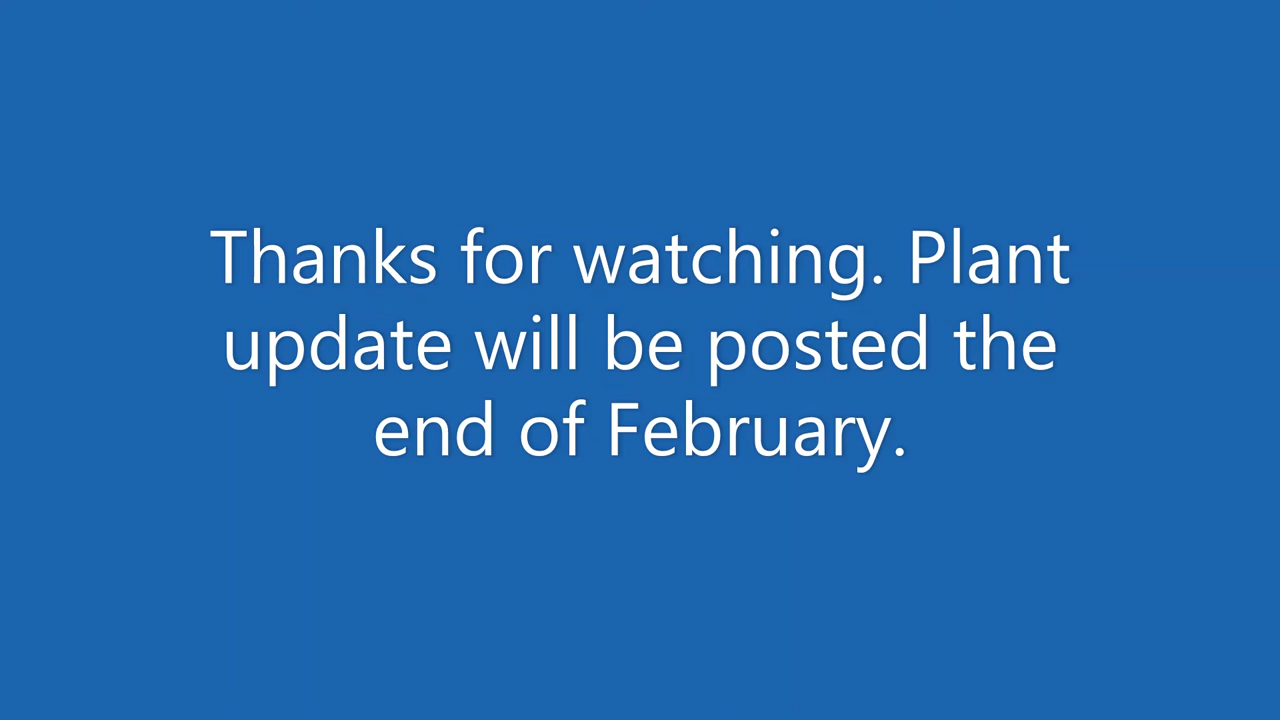 Thanks for watching. Plant
update will be posted the
end of February.